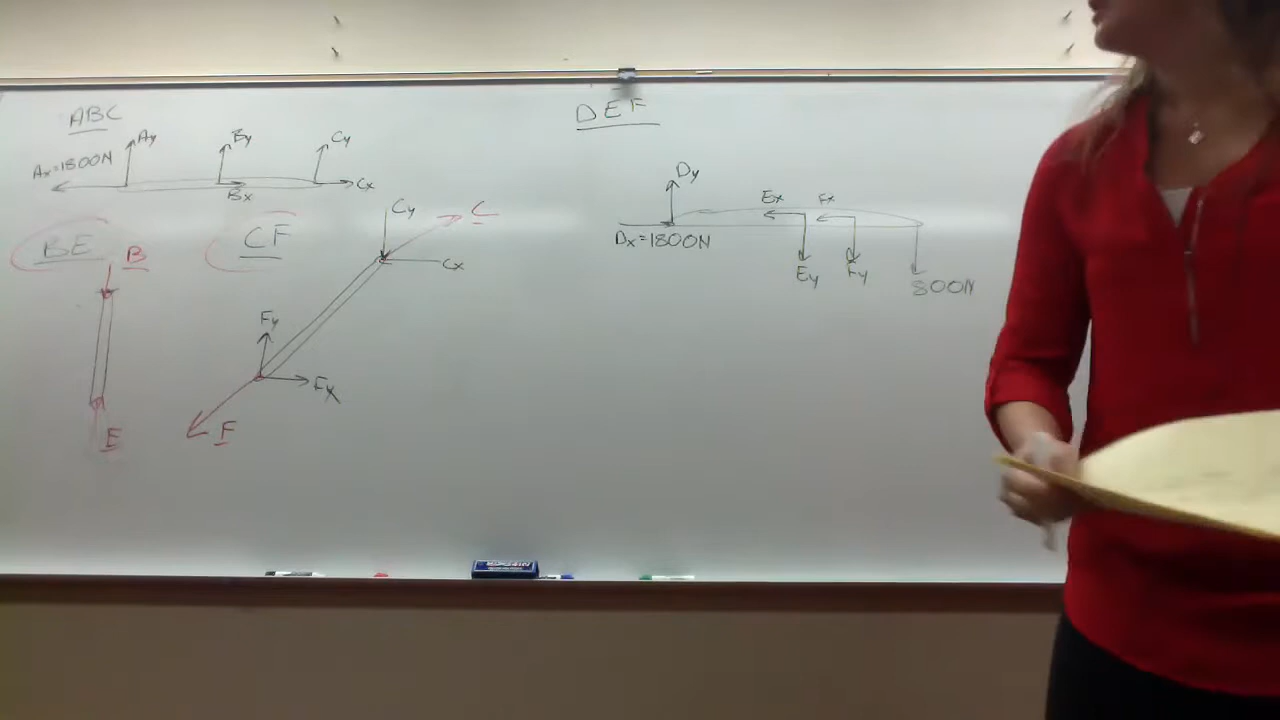 ABC
Ay
By
Cy
Ax=1800N
Bx
Cx
BE
B
E
CF
Cy
C
Cx
Fy
Fx
F
DEF
Dy
Ex
Fx
Dx=1800N
Ey
Fy
800N